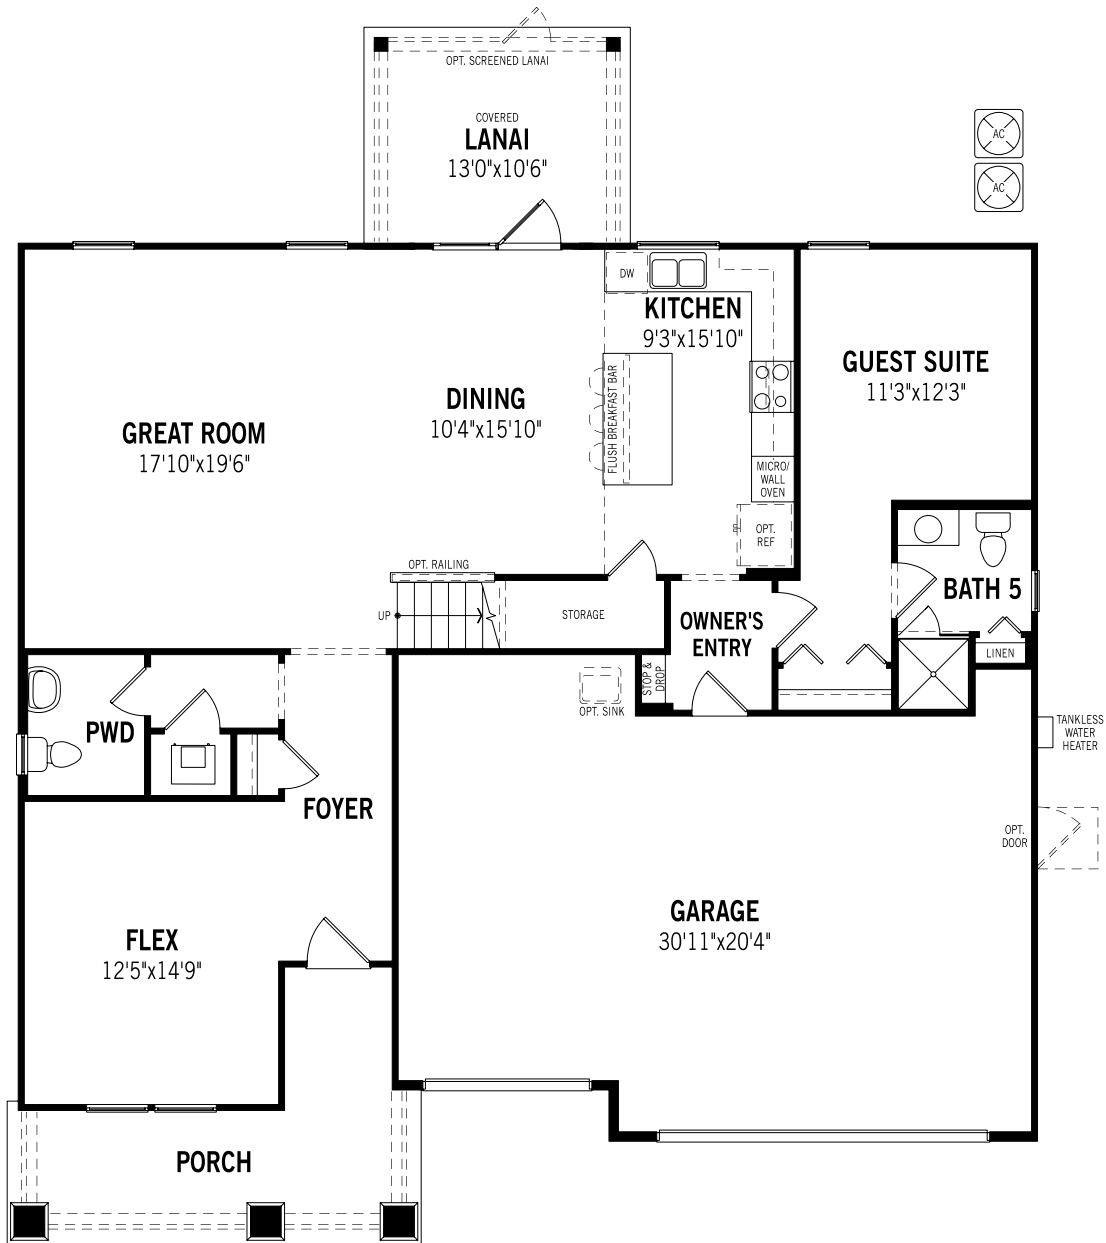 OPT. SCREENED LANAI
COVERED
LANAI
13'0"x10'6"
AC
AC
DW
KITCHEN
9'3"x15'10"
GUEST SUITE
11'3"x12'3"
DINING
10'4"x15'10"
FLUSH BREAKFAST BAR
GREAT ROOM
17'10"x19'6"
MICRO/
WALL
OVEN
OPT.
REF
OPT. RAILING
UP
STORAGE
OWNER'S
ENTRY
BATH 5
LINEN
STOP &
DROP
OPT. SINK
PWD
TANKLESS
WATER
HEATER
FOYER
OPT.
DOOR
GARAGE
30'11"x20'4"
FLEX
12'5"x14'9"
PORCH